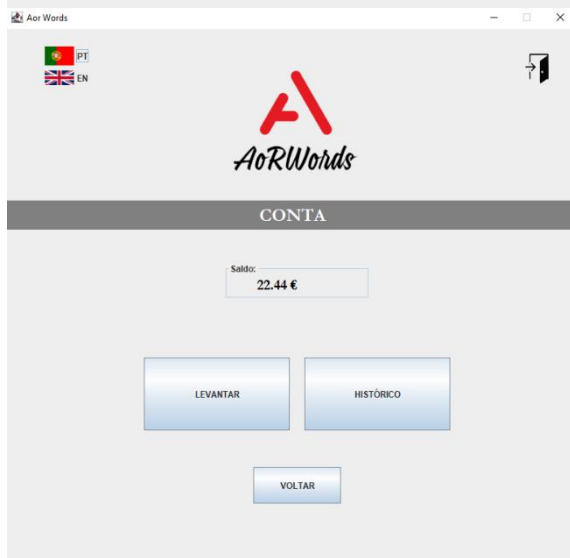 Aor Words
PT
EN
AoRWords
CONTA
Saldo:
22.44 €
LEVANTAR
HISTÓRICO
VOLTAR